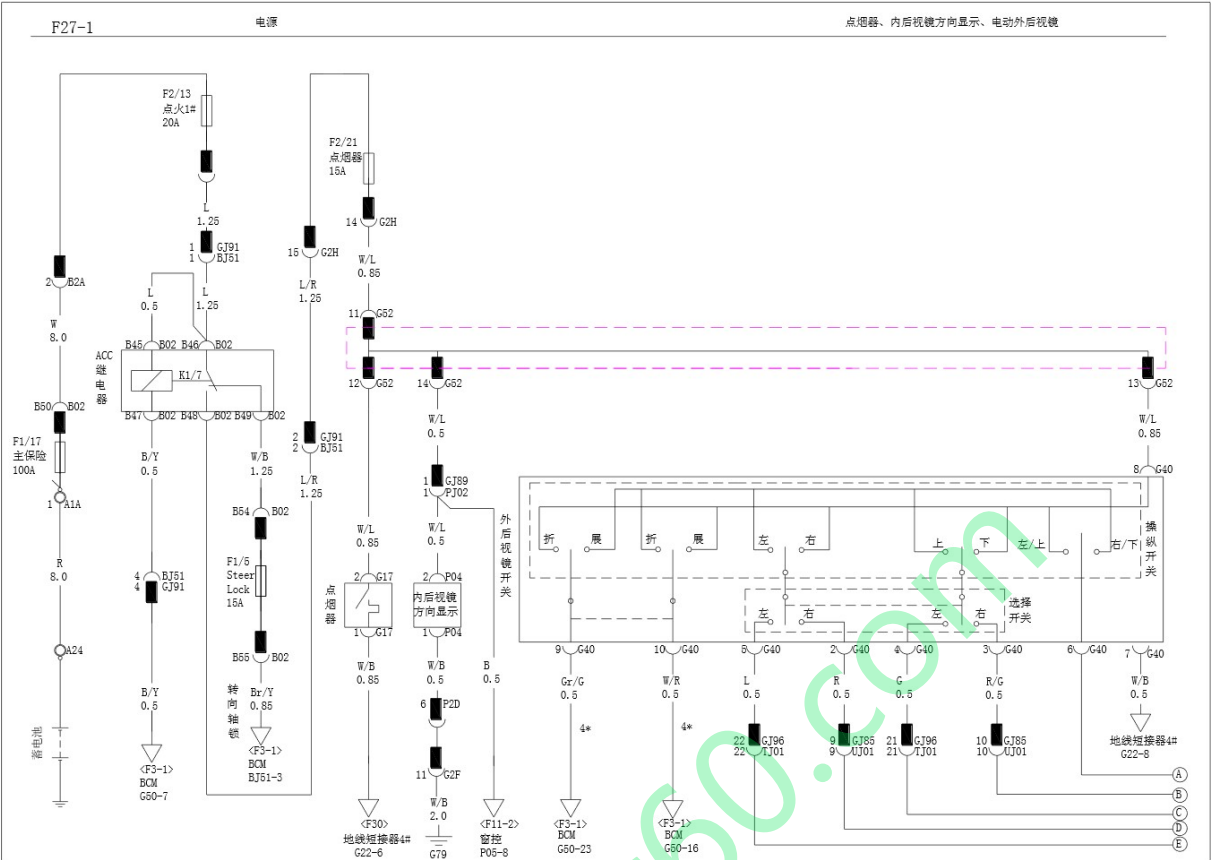 F27-1
电源
点烟器、内后视镜方向显示、电动外后视镜
F2/13
点火1#
20A
F2/21
点烟器
15A
L
1.25
14 G2H
1 GJ91
1 BJ51
15 G2H
W/L
0.85
2 B2A
L
0.5
L
1.25
L/R
1.25
11 G52
W
8.0
B45 B02 B46 B02
ACC
继
电
器
K1/7
12 G52
14 G52
13 G52
B50 B02
B47 B02 B48 B02 B49 B02
F1/17
主保险
100A
B/Y
0.5
W/B
1.25
2 GJ91
2 BJ51
W/L
0.5
W/L
0.85
8 G40
1 A1A
L/R
1.25
1 GJ89
1 PJ02
B54 B02
W/L
0.85
W/L
0.5
外
后
视
镜
开
关
折 展 折 展 左 右 上 下 左/上 右/下
操
纵
开
关
R
8.0
4 BJ51
4 GJ91
F1/5
Steer
Lock
15A
点
烟
器
2 G17
2 P04
内后视镜
方向显示
左 右 左 右
选择
开关
1 G17
1 P04
A24
B55 B02
9 G40
10 G40
5 G40
2 G40
4 G40
3 G40
6 G40
7 G40
B/Y
0.5
转
向
轴
锁
Br/Y
0.85
W/B
0.85
W/B
0.5
B
0.5
Gr/G
0.5
W/R
0.5
L
0.5
R
0.5
G
0.5
R/G
0.5
W/B
0.5
6 P2D
4*
4*
22 GJ96
22 TJ01
9 GJ85
9 UJ01
21 GJ96
21 TJ01
10 GJ85
10 UJ01
地线短接器4#
G22-8
蓄电池
<F3-1>
BCM
G50-7
<F3-1>
BCM
BJ51-3
11 G2F
W/B
2.0
A
B
C
D
E
<F30>
地线短接器4#
G22-6
G79
<F11-2>
窗控
P05-8
<F3-1>
BCM
G50-23
<F3-1>
BCM
G50-16
60.com